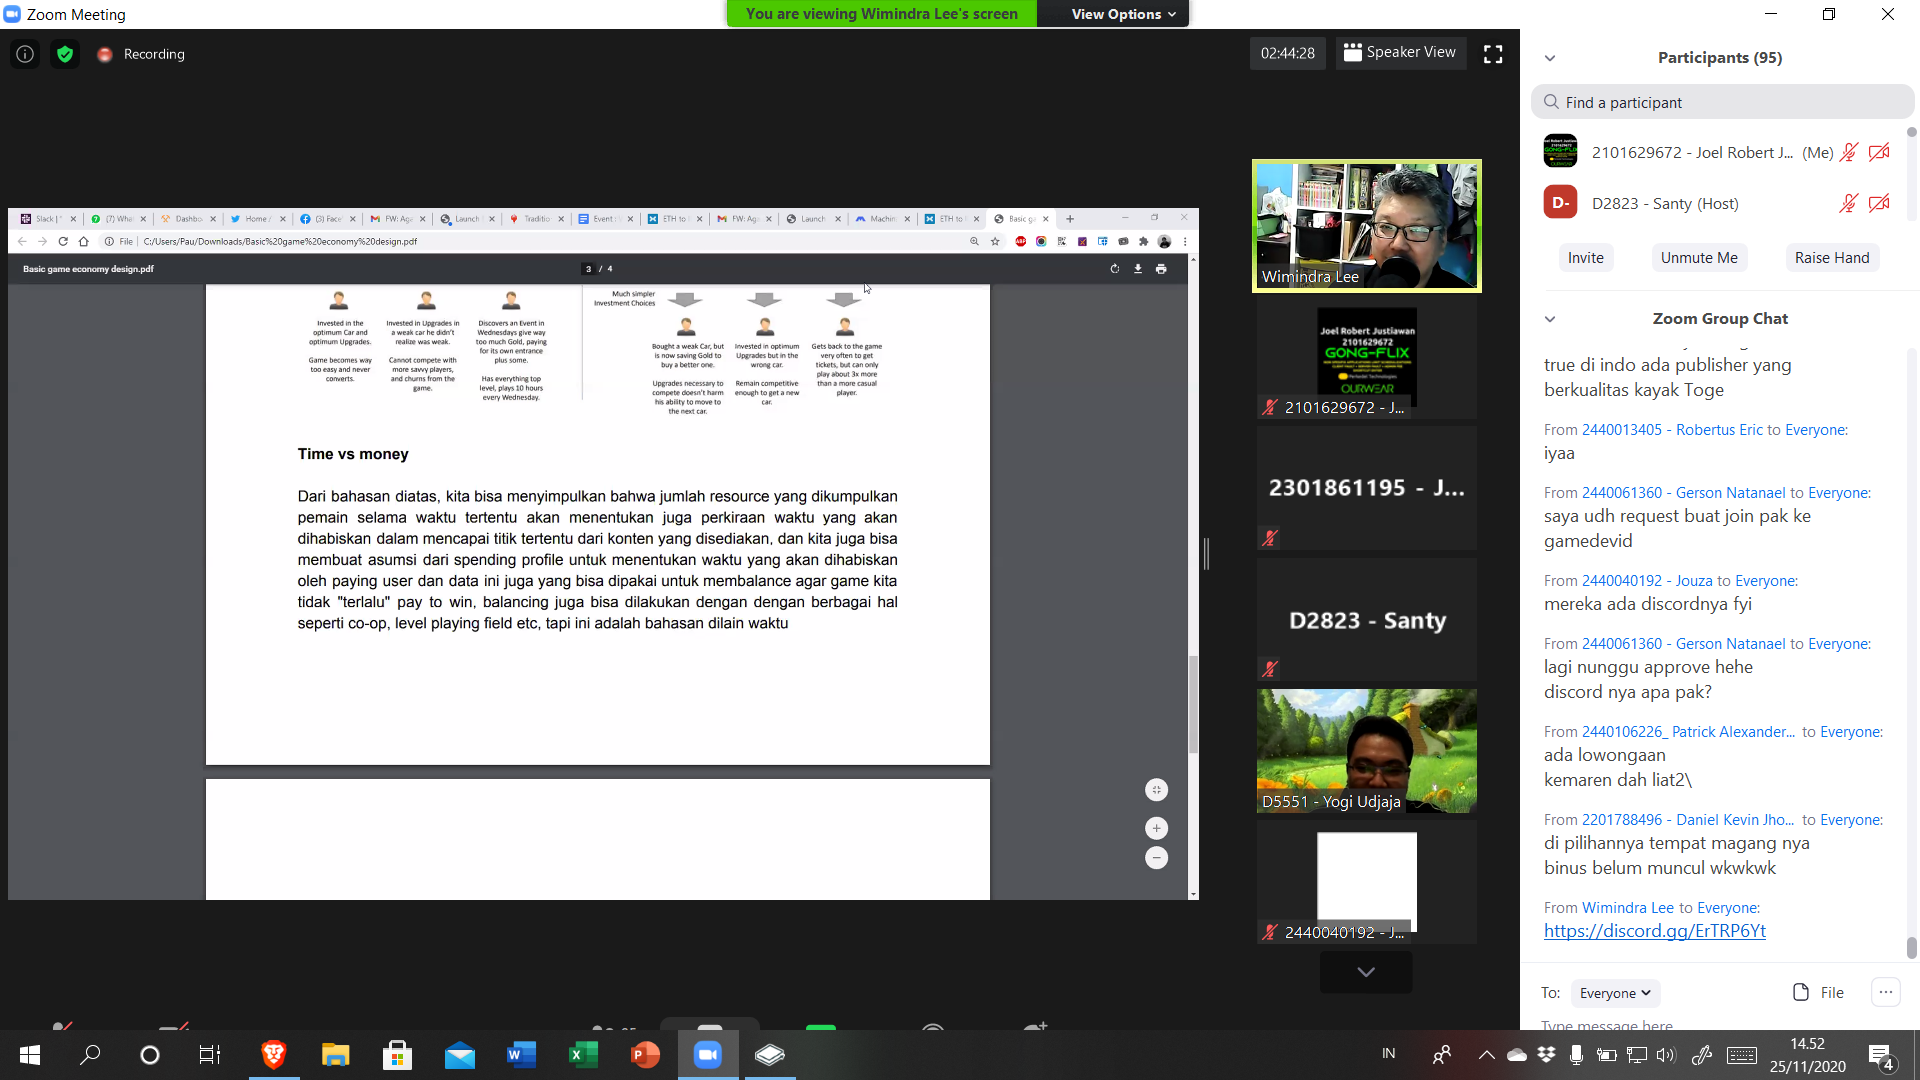 Zoom Meeting
You are viewing Wimindra Lee's screen
View Options
Recording
02:44:28
Speaker View
Slack |
(7) What
Dashbo
Twitter
Home /
(3) Face
FW: Aga
Launch
Traditio
Event :
ETH to
FW: Aga
Launch
Machin
ETH to
Basic ga
File | C:/Users/Pau/Downloads/Basic%20game%20economy%20design.pdf
Basic game economy design.pdf
3 / 4
Much simpler
Investment Choices
Invested in the
optimum Car and
optimum Upgrades.
Game becomes way
too easy and never
converts.
Invested in Upgrades in
a weak car he didn't
realize was weak.
Cannot compete with
more savvy players,
and churns from the
game.
Discovers an Event in
Wednesdays give way
too much Gold, paying
for its own entrance
plus some.
Has everything top
level, plays 10 hours
every Wednesday.
Bought a weak Car, but
is now saving Gold to
buy a better one.
Upgrades necessary to
compete doesn't harm
his ability to move to
the next car.
Invested in optimum
Upgrades but in the
wrong car.
Remain competitive
enough to get a new
car.
Gets back to the game
very often to get
tickets, but can only
play about 3x more
than a more casual
player.
Time vs money
Dari bahasan diatas, kita bisa menyimpulkan bahwa jumlah resource yang dikumpulkan
pemain selama waktu tertentu akan menentukan juga perkiraan waktu yang akan
dihabiskan dalam mencapai titik tertentu dari konten yang disediakan, dan kita juga bisa
membuat asumsi dari spending profile untuk menentukan waktu yang akan dihabiskan
oleh paying user dan data ini juga yang bisa dipakai untuk membalance agar game kita
tidak "terlalu" pay to win, balancing juga bisa dilakukan dengan dengan berbagai hal
seperti co-op, level playing field etc, tapi ini adalah bahasan dilain waktu
Wimindra Lee
Joel Robert Justiawan
2101629672
GONG-FLIX
OURWEAR
2101629672 - J...
2301861195 - J...
D2823 - Santy
D5551 - Yogi Udjaja
2440040192 - J...
Participants (95)
Find a participant
2101629672 - Joel Robert J... (Me)
D-
D2823 - Santy (Host)
Invite
Unmute Me
Raise Hand
Zoom Group Chat
true di indo ada publisher yang
berkualitas kayak Toge
From 2440013405 - Robertus Eric to Everyone:
iyaa
From 2440061360 - Gerson Natanael to Everyone:
saya udh request buat join pak ke
gamedevid
From 2440040192 - Jouza to Everyone:
mereka ada discordnya fyi
From 2440061360 - Gerson Natanael to Everyone:
lagi nunggu approve hehe
discord nya apa pak?
From 2440106226_ Patrick Alexander... to Everyone:
ada lowongaan
kemaren dah liat2\
From 2201788496 - Daniel Kevin Jho... to Everyone:
di pilihannya tempat magang nya
binus belum muncul wkwkwk
From Wimindra Lee to Everyone:
https://discord.gg/ErTRP6Yt
To: Everyone
File
Type message here
IN
14.52
25/11/2020
4